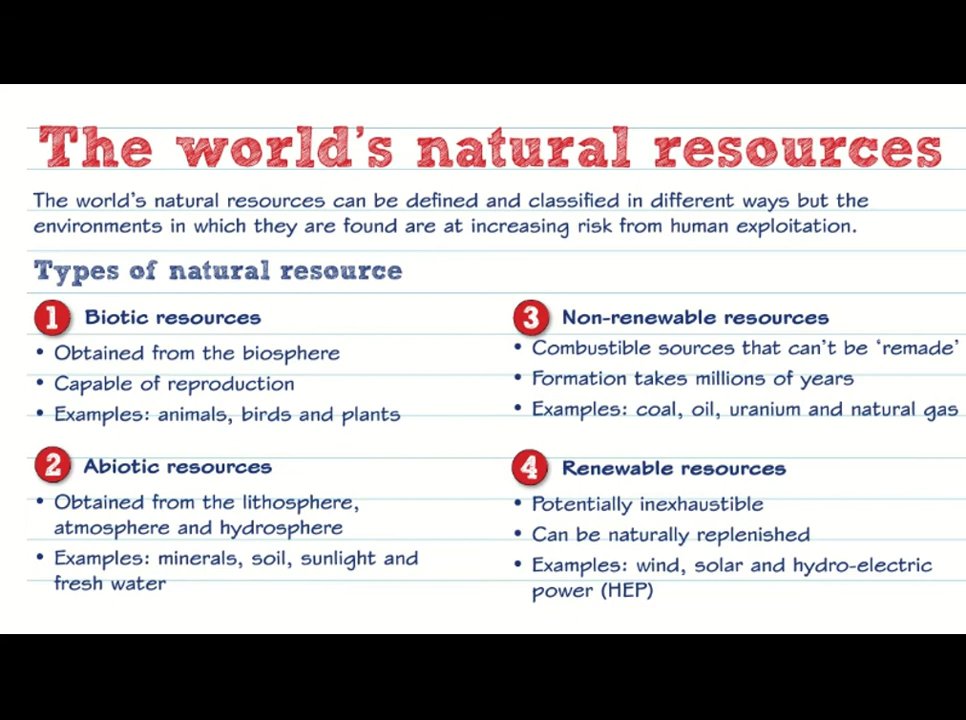 The world's natural resources
The world's natural resources can be defined and classified in different ways but the
environments in which they are found are at increasing risk from human exploitation.
Types of natural resource
1 Biotic resources
• Obtained from the biosphere
• Capable of reproduction
• Examples: animals, birds and plants
2 Abiotic resources
• Obtained from the lithosphere,
atmosphere and hydrosphere
• Examples: minerals, soil, sunlight and
fresh water
3 Non-renewable resources
• Combustible sources that can't be 'remade'
• Formation takes millions of years
• Examples: coal, oil, uranium and natural gas
4 Renewable resources
• Potentially inexhaustible
• Can be naturally replenished
• Examples: wind, solar and hydro-electric
power (HEP)